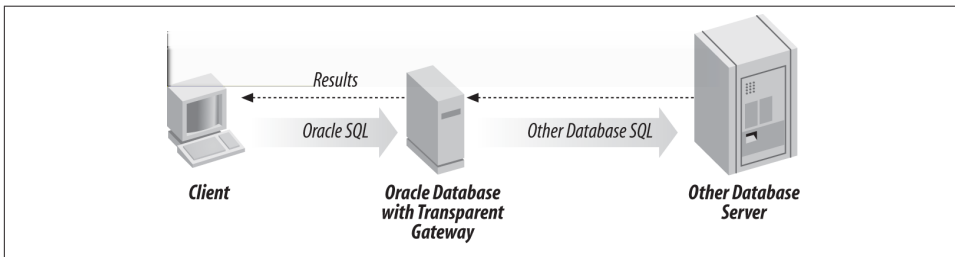 Results
Oracle SQL
Other Database SQL
Client
Oracle Database
with Transparent
Gateway
Other Database
Server